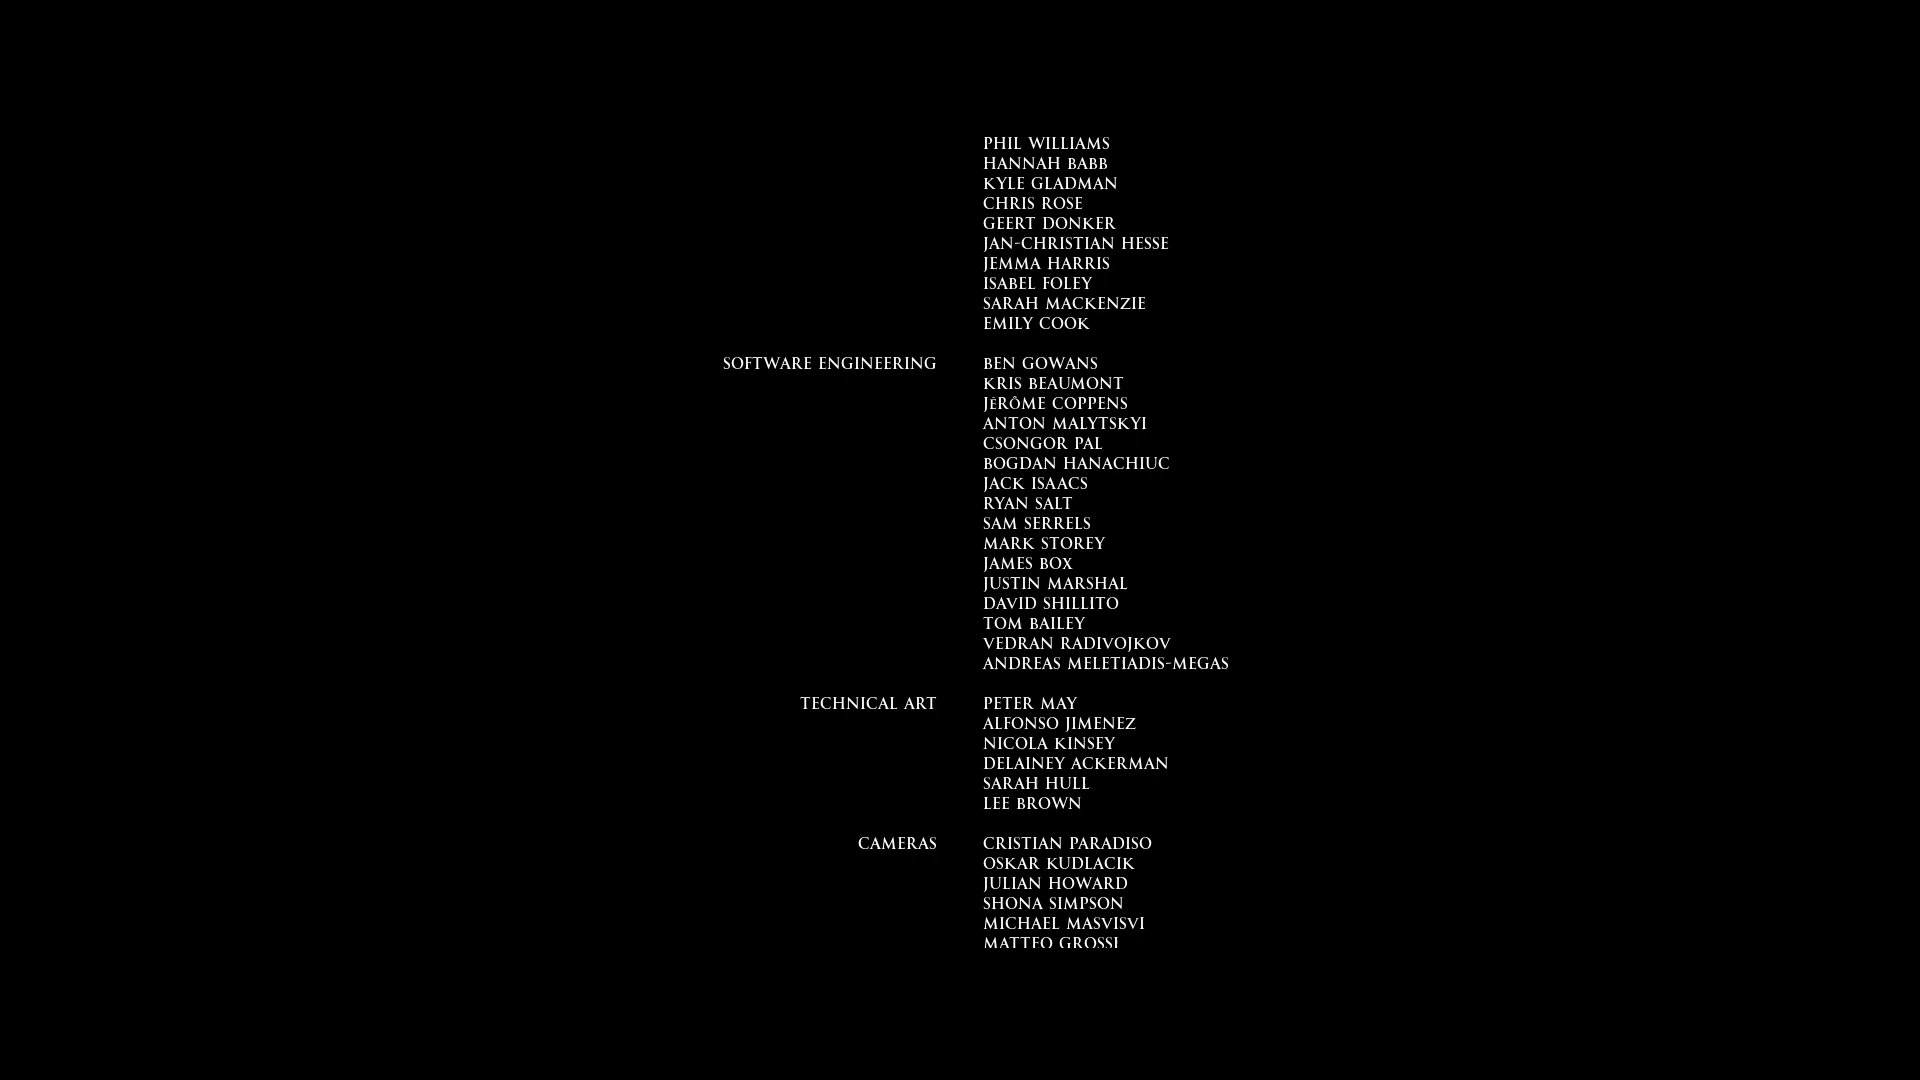 PHIL WILLIAMS
HANNAH BABB
KYLE GLADMAN
CHRIS ROSE
GEERT DONKER
JAN-CHRISTIAN HESSE
JEMMA HARRIS
ISABEL FOLEY
SARAH MACKENZIE
EMILY COOK
SOFTWARE ENGINEERING BEN GOWANS
KRIS BEAUMONT
JÉRÔME COPPENS
ANTON MALYTSKYI
CSONGOR PAL
BOGDAN HANACHIUC
JACK ISAACS
RYAN SALT
SAM SERRELS
MARK STOREY
JAMES BOX
JUSTIN MARSHAL
DAVID SHILLITO
TOM BAILEY
VEDRAN RADIVOJKOV
ANDREAS MELETIADIS-MEGAS
TECHNICAL ART PETER MAY
ALFONSO JIMENEZ
NICOLA KINSEY
DELAINEY ACKERMAN
SARAH HULL
LEE BROWN
CAMERAS CRISTIAN PARADISO
OSKAR KUDLACIK
JULIAN HOWARD
SHONA SIMPSON
MICHAEL MASVISVI
MATTEO GROSSI